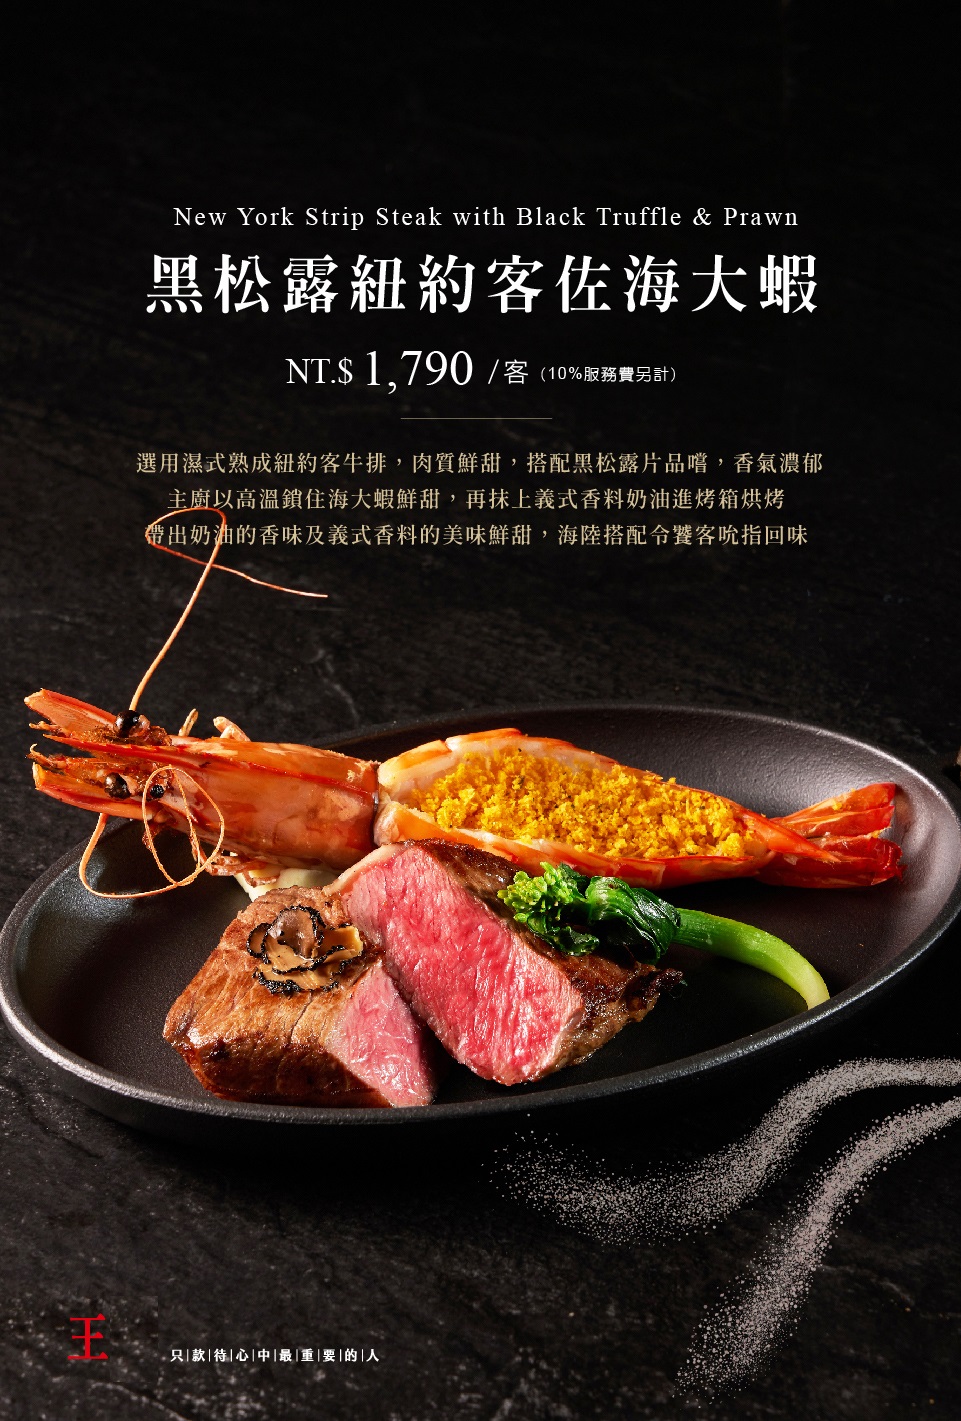 New York Strip Steak with Black Truffle & Prawn
黑松露紐約客佐海大蝦
NT.$ 1,790 /客（10%服務費另計）
選用濕式熟成紐約客牛排，肉質鮮甜，搭配黑松露片品嚐，香氣濃郁
主廚以高溫鎖住海大蝦鮮甜，再抹上義式香料奶油進烤箱烘烤
帶出奶油的香味及義式香料的美味鮮甜，海陸搭配令饕客吮指回味
王
只|款|待|心|中|最|重|要|的|人